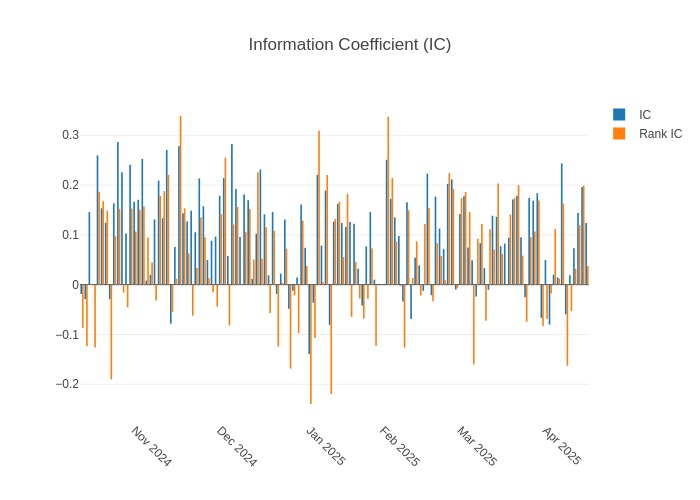 Information Coefficient (IC)
IC
Rank IC
0.3
0.2
0.1
0
−0.1
−0.2
Nov 2024
Dec 2024
Jan 2025
Feb 2025
Mar 2025
Apr 2025